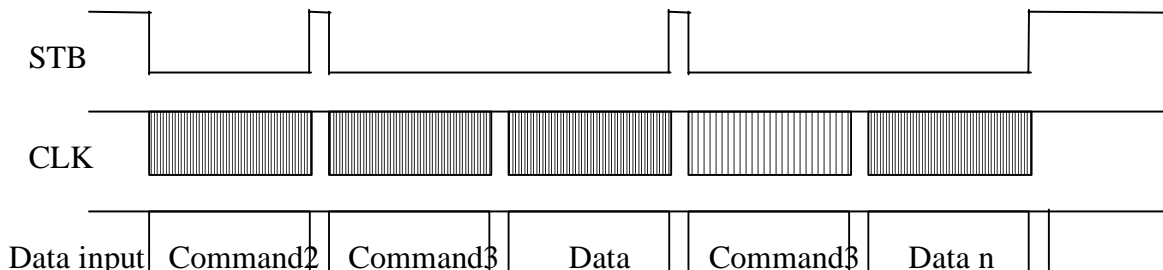 STB
CLK
Data input Command2 Command3 Data Command3 Data n